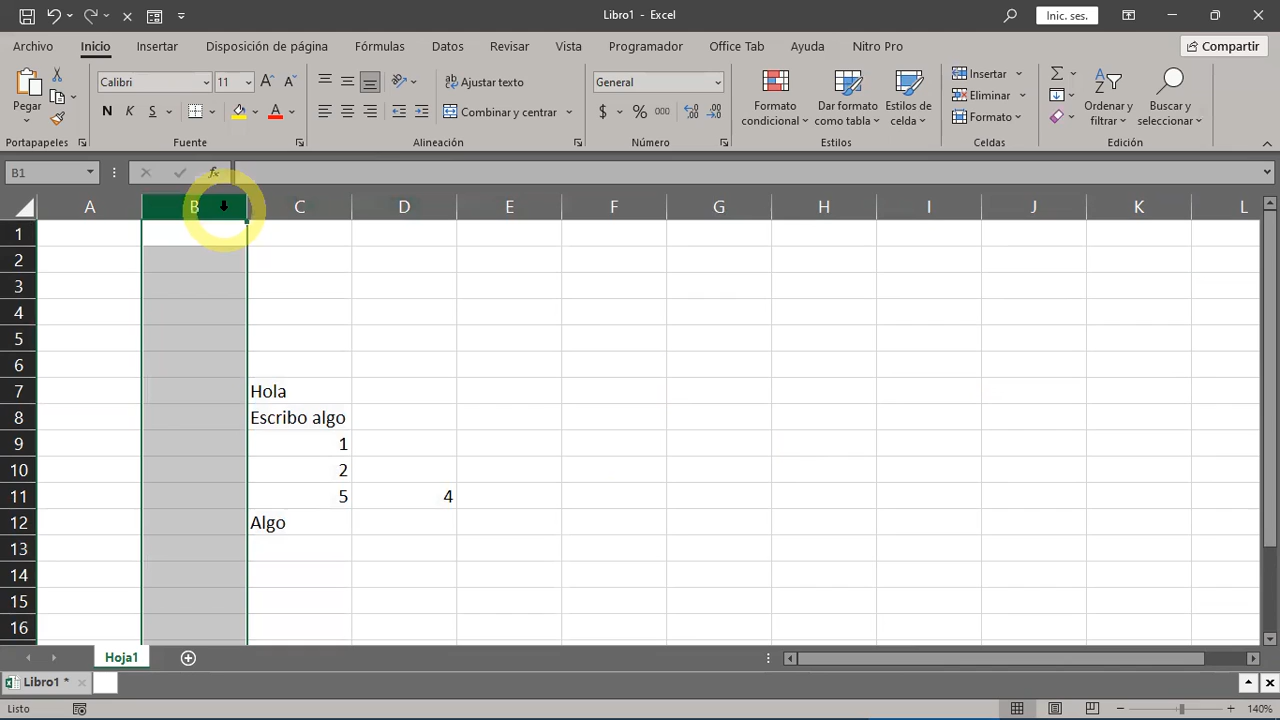 Libro1 - Excel
Inic. ses.
Archivo Inicio Insertar Disposición de página Fórmulas Datos Revisar Vista Programador Office Tab Ayuda Nitro Pro Compartir
Pegar
Portapapeles
Calibri 11
N K S
Fuente
Ajustar texto
Combinar y centrar
Alineación
General
$ % 000
Número
Formato condicional
Dar formato como tabla
Estilos de celda
Estilos
Insertar
Eliminar
Formato
Celdas
Ordenar y filtrar
Buscar y seleccionar
Edición
B1 fx
A B C D E F G H I J K L
1
2
3
4
5
6
7 Hola
8 Escribo algo
9 1
10 2
11 5 4
12 Algo
13
14
15
16
Hoja1
Libro1 *
Listo 140%